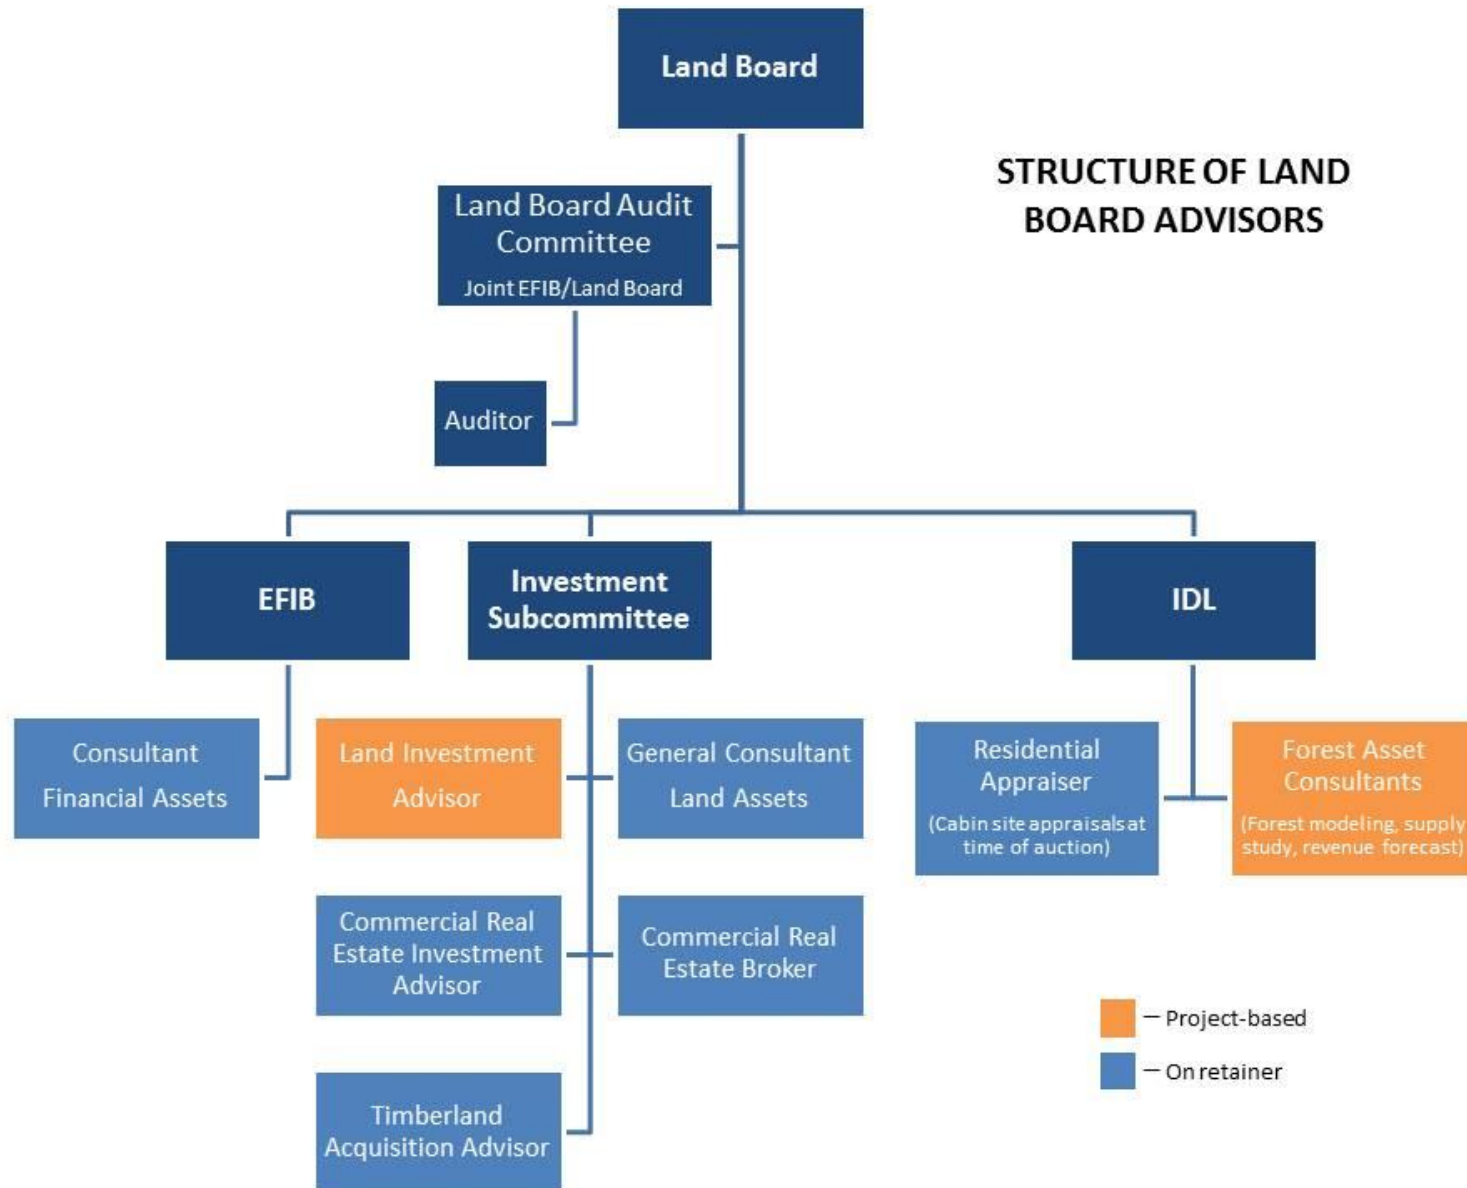 Land Board
STRUCTURE OF LAND
BOARD ADVISORS
Land Board Audit
Committee
Joint EFIB/Land Board
Auditor
EFIB
Investment
Subcommittee
IDL
Consultant
Financial Assets
Land Investment
Advisor
General Consultant
Land Assets
Residential
Appraiser
(Cabin site appraisals at
time of auction)
Forest Asset
Consultants
(Forest modeling, supply
study, revenue forecast)
Commercial Real
Estate Investment
Advisor
Commercial Real
Estate Broker
Timberland
Acquisition Advisor
– Project-based
– On retainer